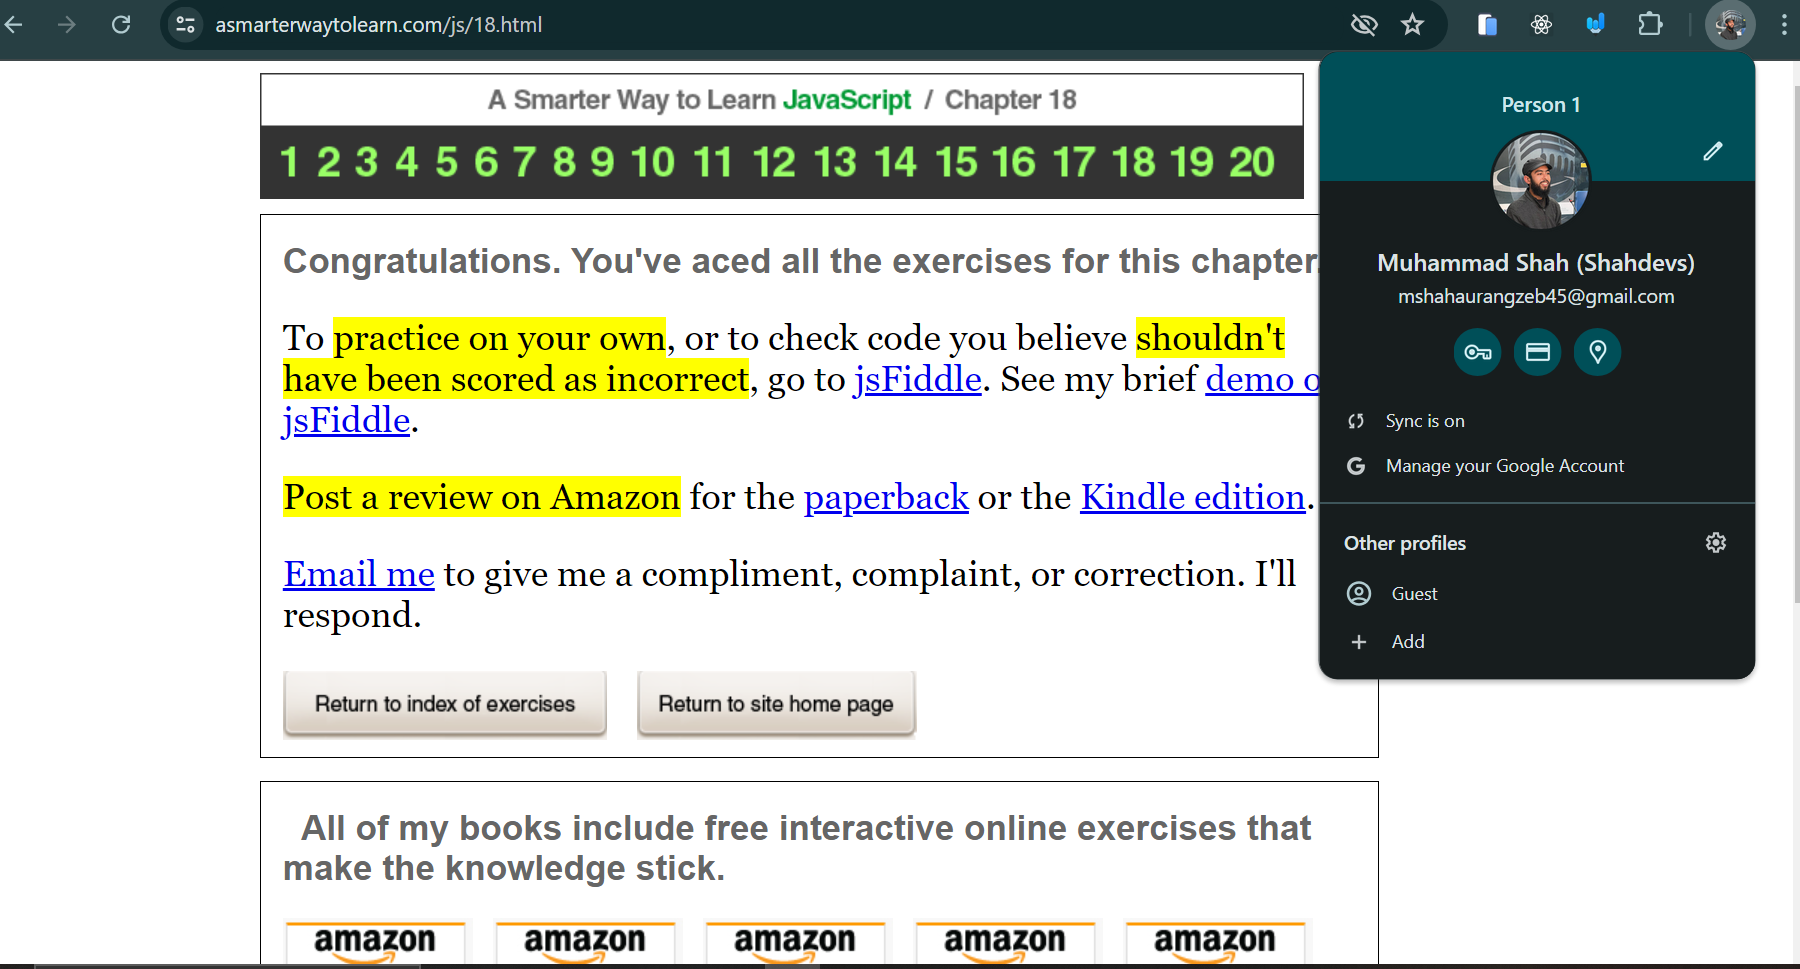 asmarterwaytolearn.com/js/18.html
A Smarter Way to Learn JavaScript / Chapter 18
1 2 3 4 5 6 7 8 9 10 11 12 13 14 15 16 17 18 19 20
Congratulations. You've aced all the exercises for this chapter.
To practice on your own, or to check code you believe shouldn't
have been scored as incorrect, go to jsFiddle. See my brief demo o
jsFiddle.
Post a review on Amazon for the paperback or the Kindle edition.
Email me to give me a compliment, complaint, or correction. I'll
respond.
Return to index of exercises
Return to site home page
All of my books include free interactive online exercises that
make the knowledge stick.
amazon amazon amazon amazon amazon
Person 1
Muhammad Shah (Shahdevs)
mshahaurangzeb45@gmail.com
Sync is on
G Manage your Google Account
Other profiles
Guest
Add